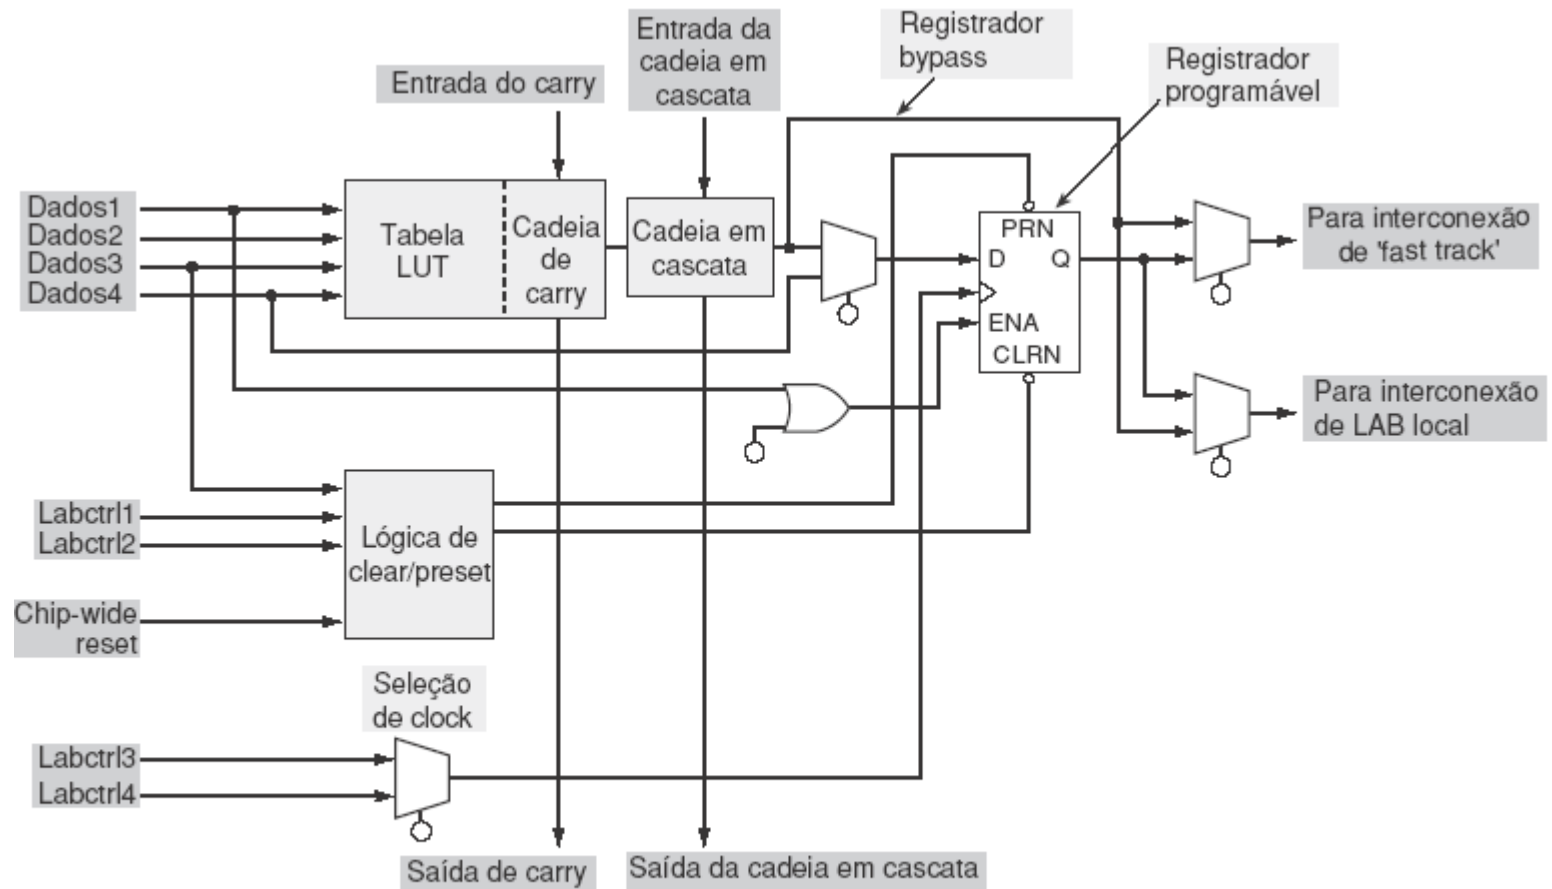 Entrada da
cadeia em
cascata
Registrador
bypass
Registrador
programável
Entrada do carry
Dados1
Dados2
Dados3
Dados4
Tabela
LUT
Cadeia
de
carry
Cadeia em
cascata
PRN
D
Q
ENA
CLRN
Para interconexão
de 'fast track'
Para interconexão
de LAB local
Labctrl1
Labctrl2
Lógica de
clear/preset
Chip-wide
reset
Seleção
de clock
Labctrl3
Labctrl4
Saída de carry
Saída da cadeia em cascata